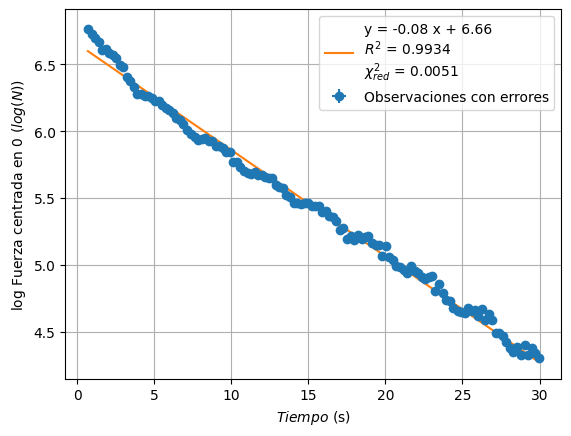 y = -0.08 x + 6.66
R² = 0.9934
χ²red = 0.0051
Observaciones con errores
log Fuerza centrada en 0 (log(N))
6.5
6.0
5.5
5.0
4.5
0 5 10 15 20 25 30
Tiempo (s)